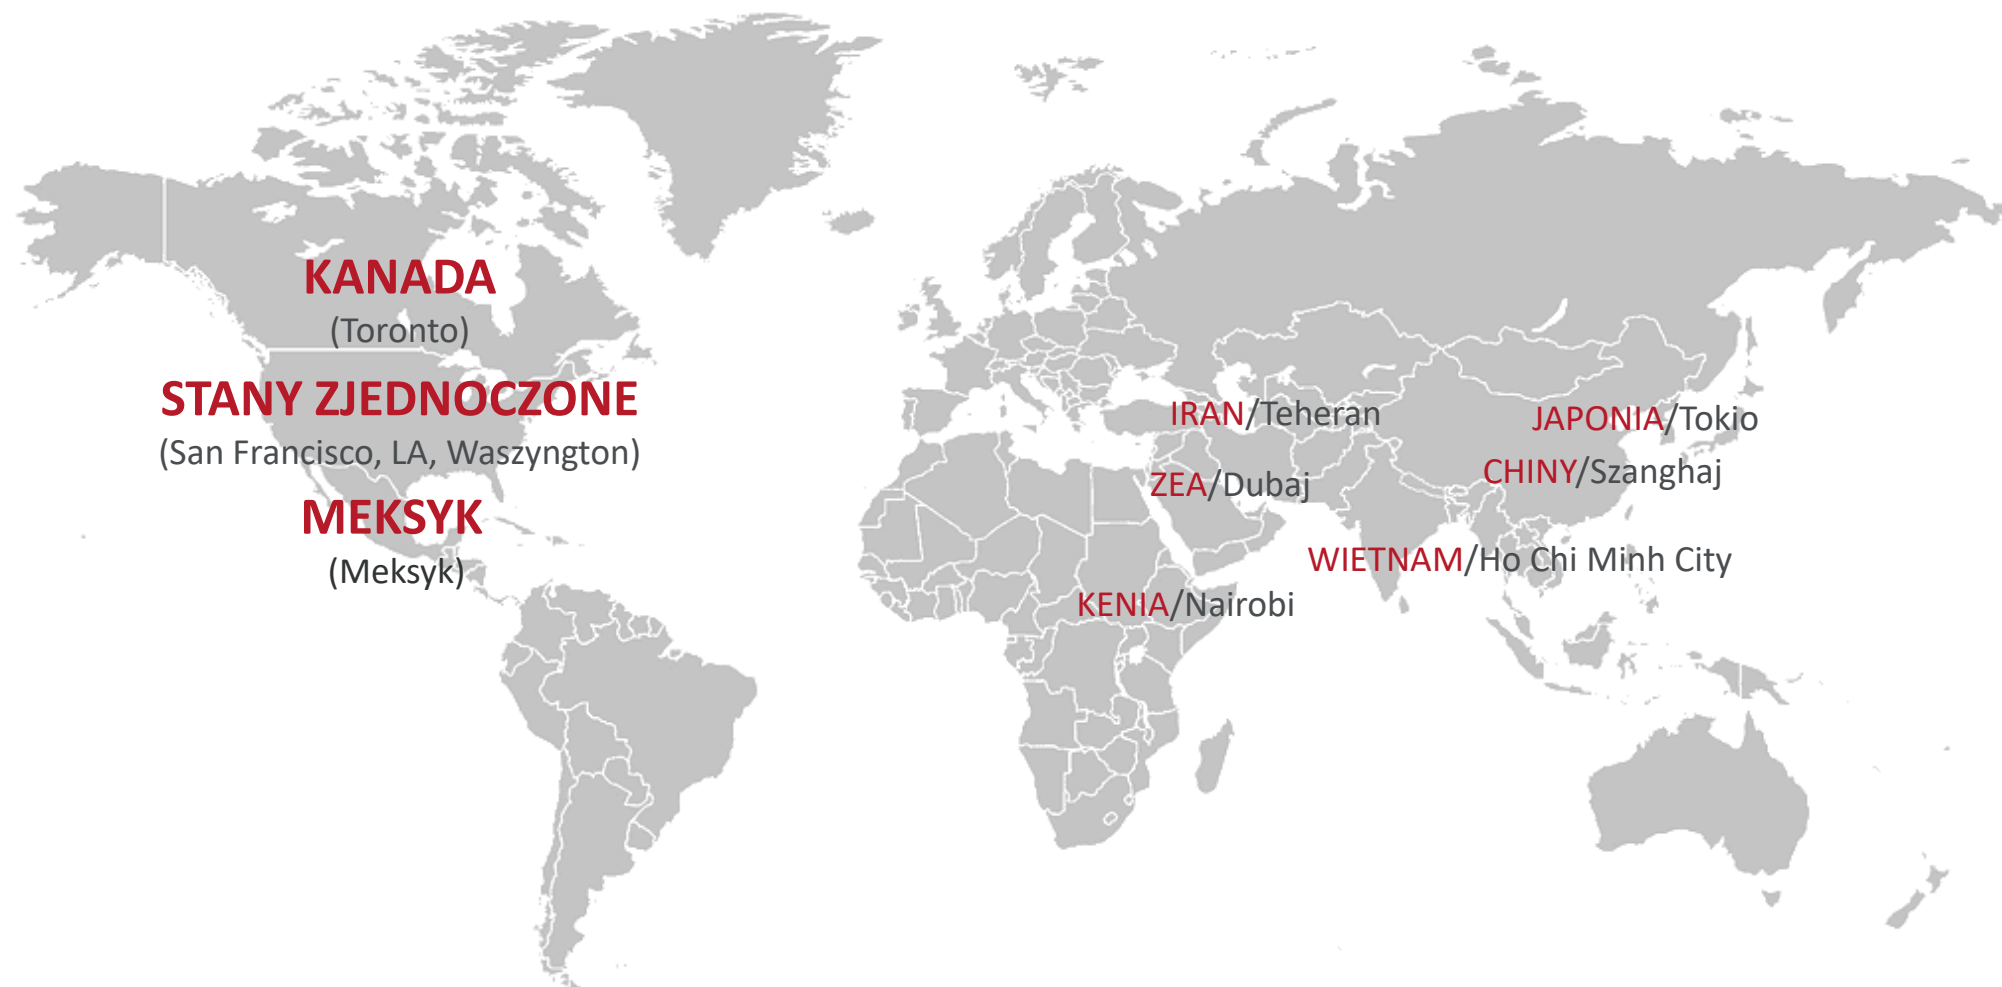 KANADA
(Toronto)
STANY ZJEDNOCZONE
(San Francisco, LA, Waszyngton)
MEKSYK
(Meksyk)
IRAN/Teheran
JAPONIA/Tokio
ZEA/Dubaj
CHINY/Szanghaj
WIETNAM/Ho Chi Minh City
KENIA/Nairobi